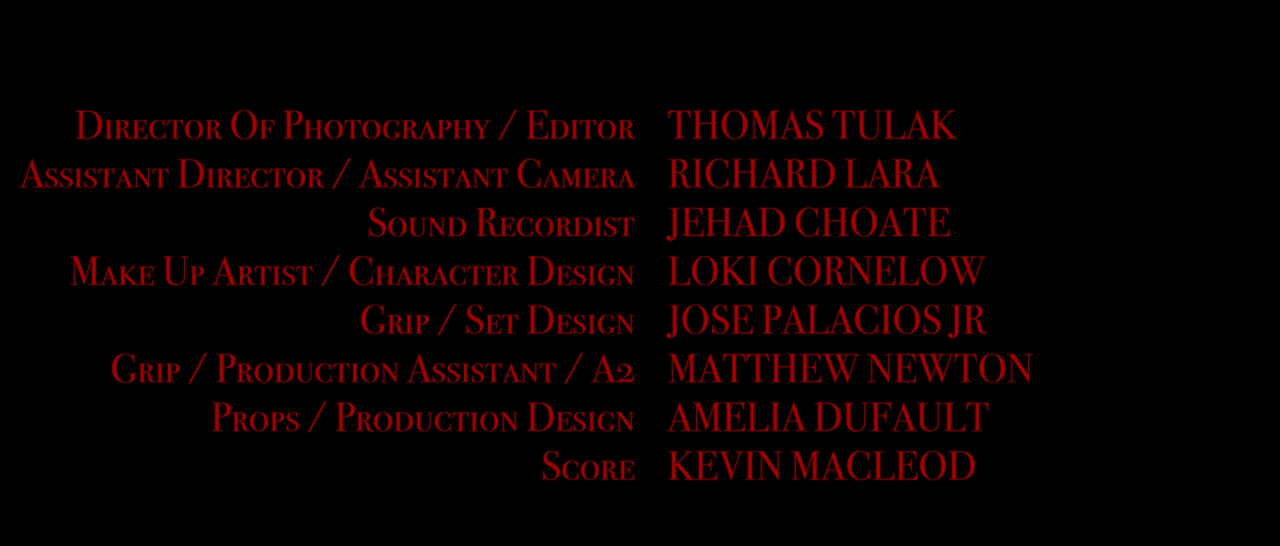 Director Of Photography / Editor THOMAS TULAK
Assistant Director / Assistant Camera RICHARD LARA
Sound Recordist JEHAD CHOATE
Make Up Artist / Character Design LOKI CORNELOW
Grip / Set Design JOSE PALACIOS JR
Grip / Production Assistant / A2 MATTHEW NEWTON
Props / Production Design AMELIA DUFAULT
Score KEVIN MACLEOD